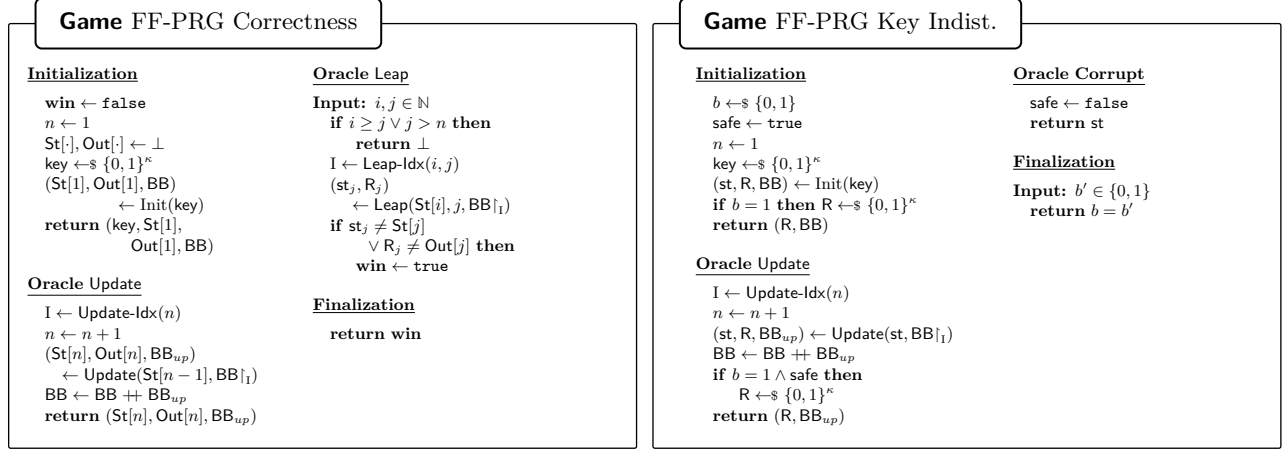 Game FF-PRG Correctness
Initialization
win ← false
n ← 1
St[·], Out[·] ← ⊥
key ←$ {0, 1}^κ
(St[1], Out[1], BB)
← Init(key)
return (key, St[1],
Out[1], BB)
Oracle Update
I ← Update-Idx(n)
n ← n + 1
(St[n], Out[n], BB_up)
← Update(St[n − 1], BB↾_I)
BB ← BB ++ BB_up
return (St[n], Out[n], BB_up)
Oracle Leap
Input: i, j ∈ ℕ
if i ≥ j ∨ j > n then
return ⊥
I ← Leap-Idx(i, j)
(st_j, R_j)
← Leap(St[i], j, BB↾_I)
if st_j ≠ St[j]
∨ R_j ≠ Out[j] then
win ← true
Finalization
return win
Game FF-PRG Key Indist.
Initialization
b ←$ {0, 1}
safe ← true
n ← 1
key ←$ {0, 1}^κ
(st, R, BB) ← Init(key)
if b = 1 then R ←$ {0, 1}^κ
return (R, BB)
Oracle Update
I ← Update-Idx(n)
n ← n + 1
(st, R, BB_up) ← Update(st, BB↾_I)
BB ← BB ++ BB_up
if b = 1 ∧ safe then
R ←$ {0, 1}^κ
return (R, BB_up)
Oracle Corrupt
safe ← false
return st
Finalization
Input: b′ ∈ {0, 1}
return b = b′